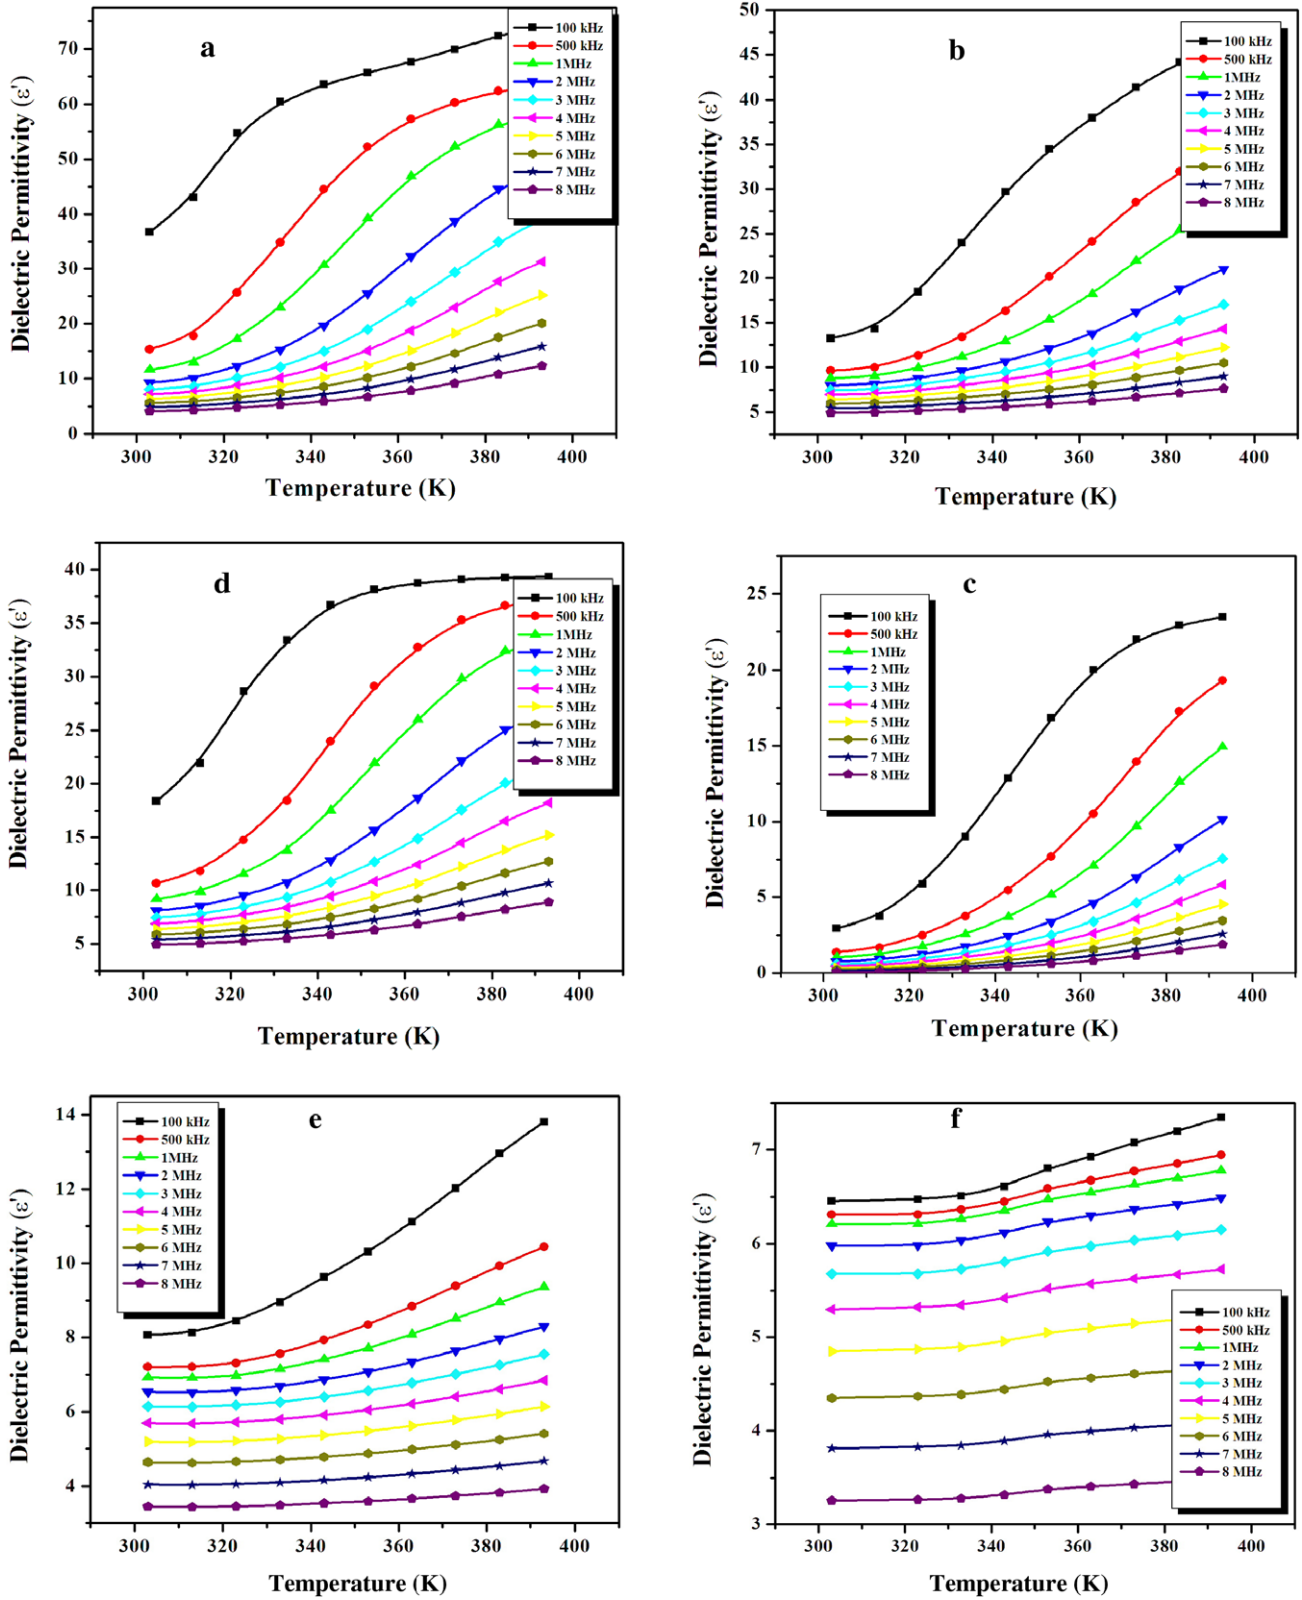 a
Dielectric Permittivity (ε')
70
60
50
40
30
20
10
0
300 320 340 360 380 400
Temperature (K)
100 kHz
500 kHz
1MHz
2 MHz
3 MHz
4 MHz
5 MHz
6 MHz
7 MHz
8 MHz
b
Dielectric Permittivity (ε')
50
45
40
35
30
25
20
15
10
5
300 320 340 360 380 400
Temperature (K)
100 kHz
500 kHz
1MHz
2 MHz
3 MHz
4 MHz
5 MHz
6 MHz
7 MHz
8 MHz
d
Dielectric Permittivity (ε')
40
35
30
25
20
15
10
5
300 320 340 360 380 400
Temperature (K)
100 kHz
500 kHz
1MHz
2 MHz
3 MHz
4 MHz
5 MHz
6 MHz
7 MHz
8 MHz
c
Dielectric Permittivity (ε')
25
20
15
10
5
0
300 320 340 360 380 400
Temperature (K)
100 kHz
500 kHz
1MHz
2 MHz
3 MHz
4 MHz
5 MHz
6 MHz
7 MHz
8 MHz
e
Dielectric Permittivity (ε')
14
12
10
8
6
4
300 320 340 360 380 400
Temperature (K)
100 kHz
500 kHz
1MHz
2 MHz
3 MHz
4 MHz
5 MHz
6 MHz
7 MHz
8 MHz
f
Dielectric Permittivity (ε')
7
6
5
4
3
300 320 340 360 380 400
Temperature (K)
100 kHz
500 kHz
1MHz
2 MHz
3 MHz
4 MHz
5 MHz
6 MHz
7 MHz
8 MHz